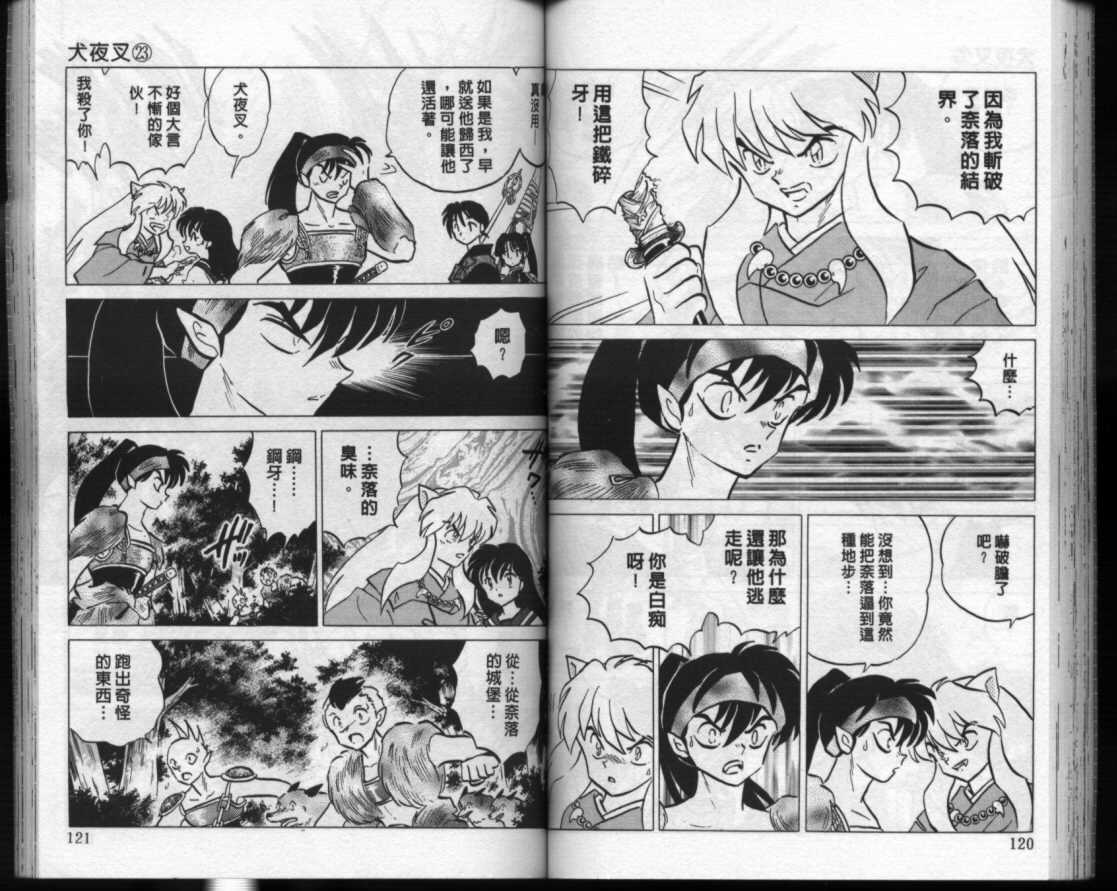 因為我斬破
了奈落的結
界。
用這把鐵碎
牙！
什麼…
嚇破膽了
吧？
沒想到…你竟然
能把奈落逼到這
種地步…
那為什麼
還讓他逃
走呢？
你是白痴
呀！
120
犬夜叉㉓
真沒用…
如果是我，早
就送他歸西了
，哪可能讓他
還活著。
犬夜叉。
好個大言
不慚的傢
伙！
我殺了你！
嗯？
…奈落的
臭味。
鋼……
鋼牙…！
從…從奈落
的城堡…
跑出奇怪
的東西…
121